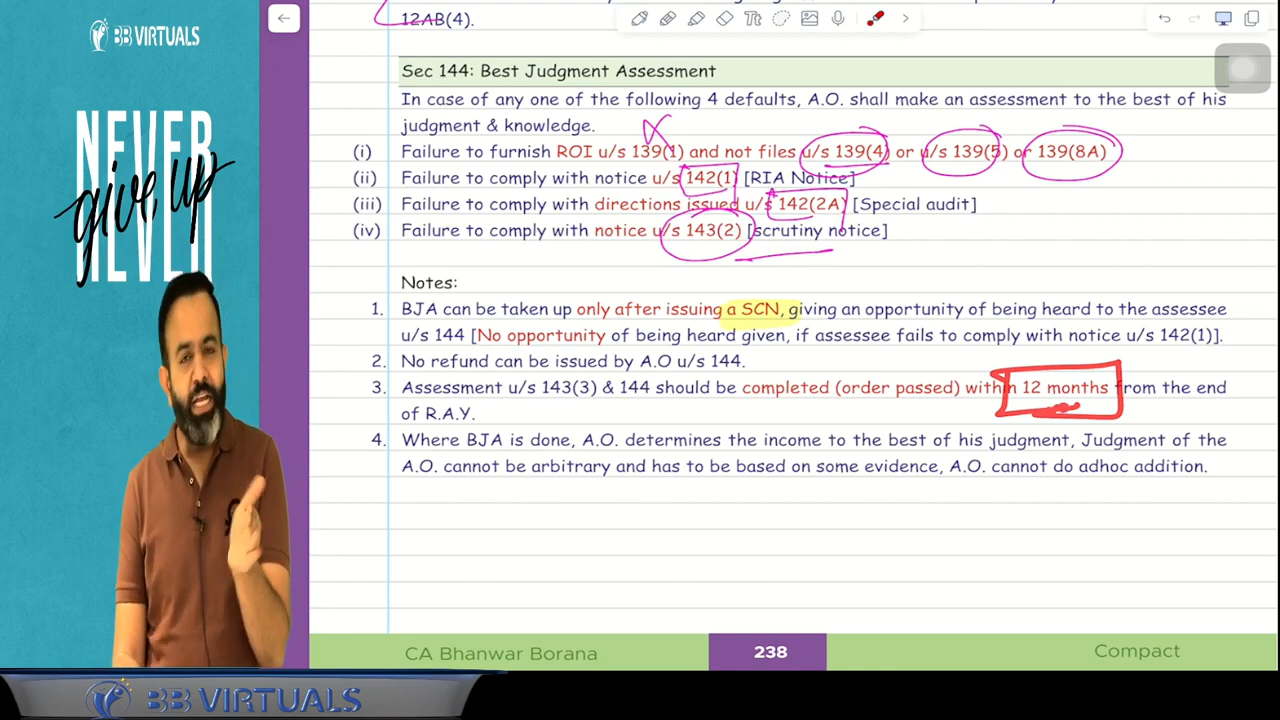 BB VIRTUALS
NEVER
give up
NEVER
12AB(4).
Tt
Sec 144: Best Judgment Assessment
In case of any one of the following 4 defaults, A.O. shall make an assessment to the best of his
judgment & knowledge.
(i) Failure to furnish ROI u/s 139(1) and not files u/s 139(4) or u/s 139(5) or 139(8A)
(ii) Failure to comply with notice u/s 142(1) [RIA Notice]
(iii) Failure to comply with directions issued u/s 142(2A) [Special audit]
(iv) Failure to comply with notice u/s 143(2) [scrutiny notice]
Notes:
1. BJA can be taken up only after issuing a SCN, giving an opportunity of being heard to the assessee
u/s 144 [No opportunity of being heard given, if assessee fails to comply with notice u/s 142(1)].
2. No refund can be issued by A.O u/s 144.
3. Assessment u/s 143(3) & 144 should be completed (order passed) within 12 months from the end
of R.A.Y.
4. Where BJA is done, A.O. determines the income to the best of his judgment, Judgment of the
A.O. cannot be arbitrary and has to be based on some evidence, A.O. cannot do adhoc addition.
CA Bhanwar Borana
238
Compact
BB VIRTUALS